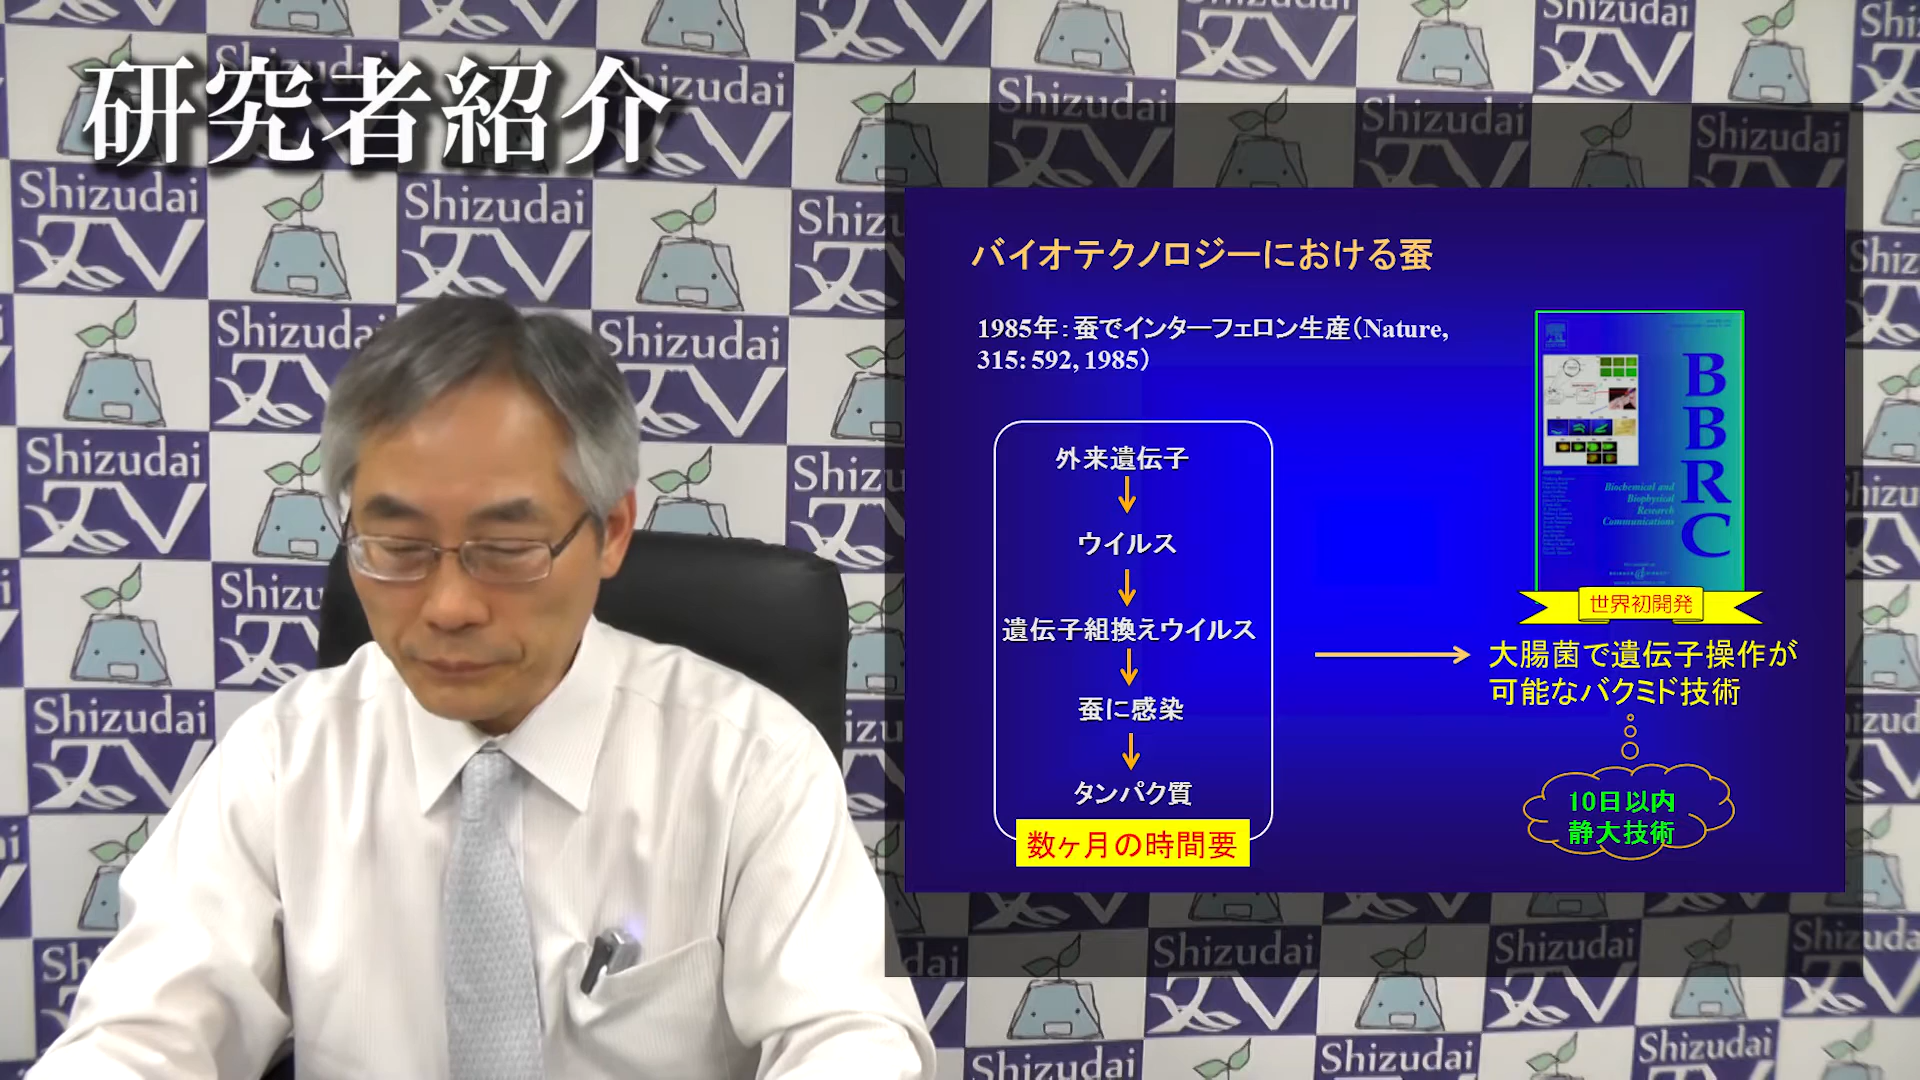 研究者紹介
Shizudai TV
バイオテクノロジーにおける蚕
1985年：蚕でインターフェロン生産（Nature,
315: 592, 1985）
外来遺伝子
ウイルス
遺伝子組換えウイルス
蚕に感染
タンパク質
数ヶ月の時間要
BBRC
Biochemical and
Biophysical
Research
Communications
世界初開発
大腸菌で遺伝子操作が
可能なバクミド技術
10日以内
静大技術